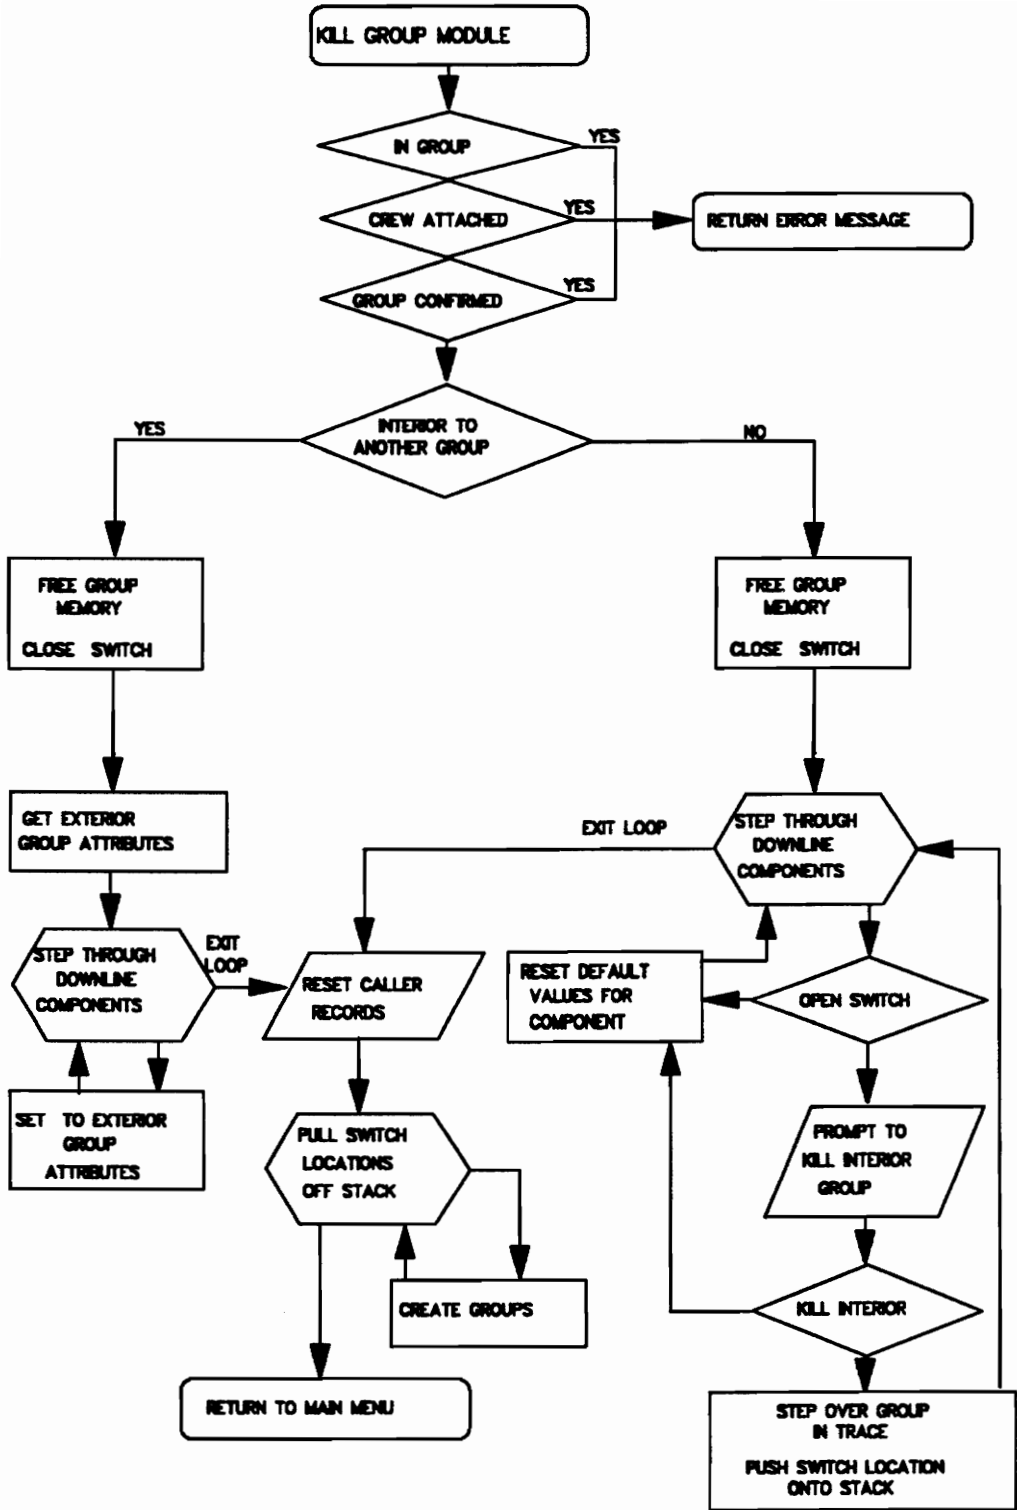 KILL GROUP MODULE
IN GROUP
YES
CREW ATTACHED
YES
RETURN ERROR MESSAGE
GROUP CONFIRMED
YES
INTERIOR TO
ANOTHER GROUP
YES
NO
FREE GROUP
MEMORY
CLOSE SWITCH
FREE GROUP
MEMORY
CLOSE SWITCH
GET EXTERIOR
GROUP ATTRIBUTES
STEP THROUGH
DOWNLINE
COMPONENTS
EXIT LOOP
STEP THROUGH
DOWNLINE
COMPONENTS
EXIT
LOOP
RESET CALLER
RECORDS
RESET DEFAULT
VALUES FOR
COMPONENT
OPEN SWITCH
SET TO EXTERIOR
GROUP
ATTRIBUTES
PULL SWITCH
LOCATIONS
OFF STACK
PROMPT TO
KILL INTERIOR
GROUP
CREATE GROUPS
KILL INTERIOR
RETURN TO MAIN MENU
STEP OVER GROUP
IN TRACE
PUSH SWITCH LOCATION
ONTO STACK